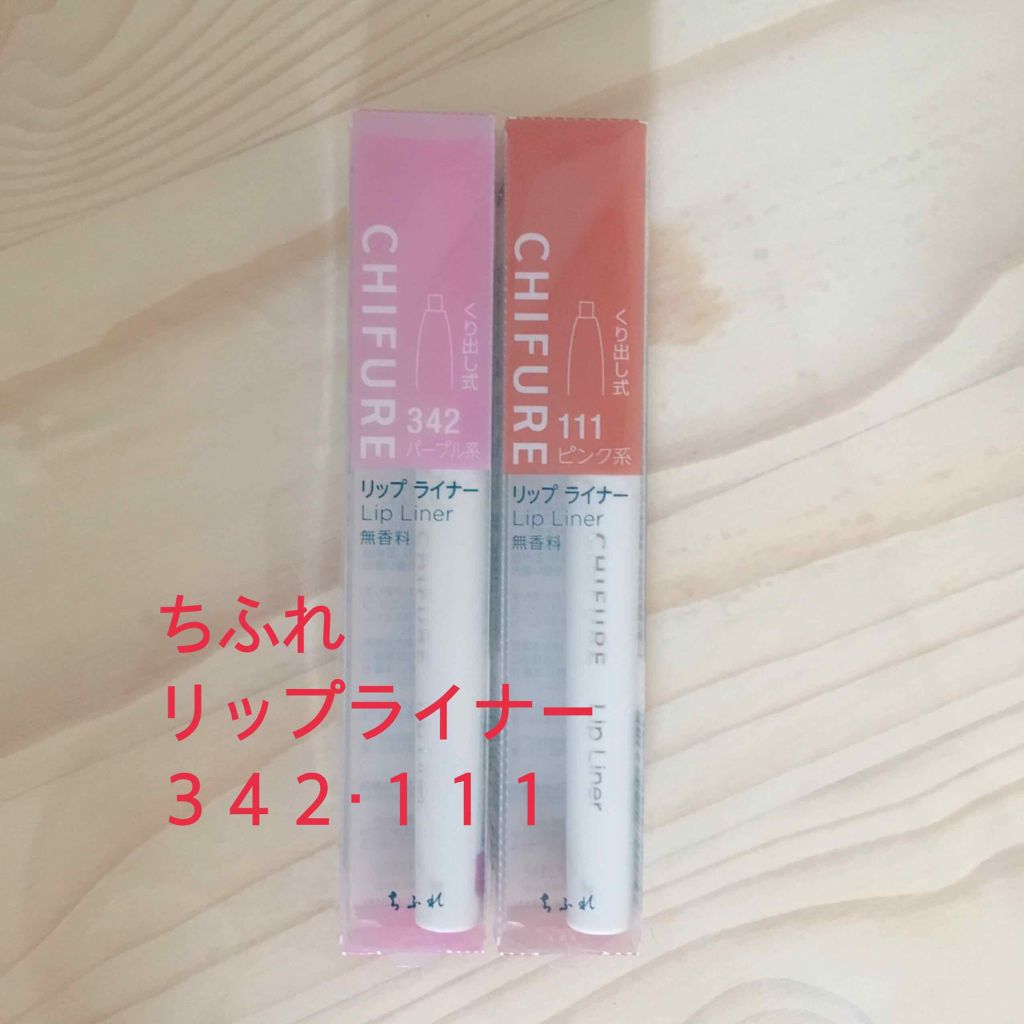 CHIFURE
くり出し式
342
パープル系
リップ ライナー
Lip Liner
無香料
ちふれ
CHIFURE
くり出し式
111
ピンク系
リップ ライナー
Lip Liner
無香料
CHIFURE Lip Liner
ちふれ
ちふれ
リップライナー
３４２･１１１